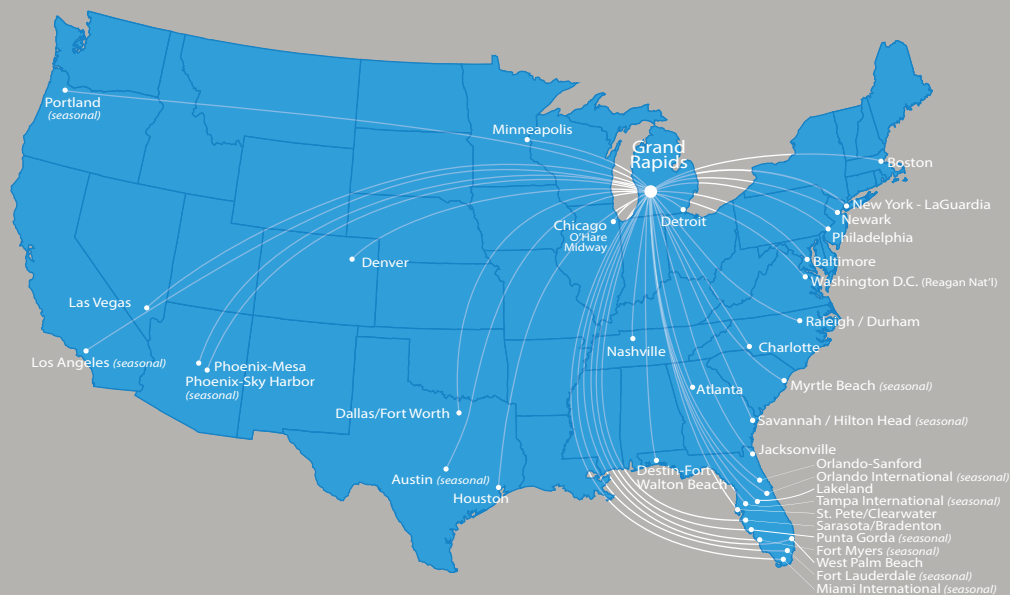 Portland
(seasonal)
Minneapolis
Grand
Rapids
Boston
New York - LaGuardia
Newark
Chicago
O'Hare
Midway
Detroit
Philadelphia
Denver
Baltimore
Washington D.C. (Reagan Nat'l)
Las Vegas
Raleigh / Durham
Los Angeles (seasonal)
Nashville
Charlotte
Phoenix-Mesa
Phoenix-Sky Harbor
(seasonal)
Atlanta
Myrtle Beach (seasonal)
Dallas/Fort Worth
Savannah / Hilton Head (seasonal)
Jacksonville
Austin (seasonal)
Houston
Destin-Fort
Walton Beach
Orlando-Sanford
Orlando International (seasonal)
Lakeland
Tampa International (seasonal)
St. Pete/Clearwater
Sarasota/Bradenton
Punta Gorda (seasonal)
Fort Myers (seasonal)
West Palm Beach
Fort Lauderdale (seasonal)
Miami International (seasonal)